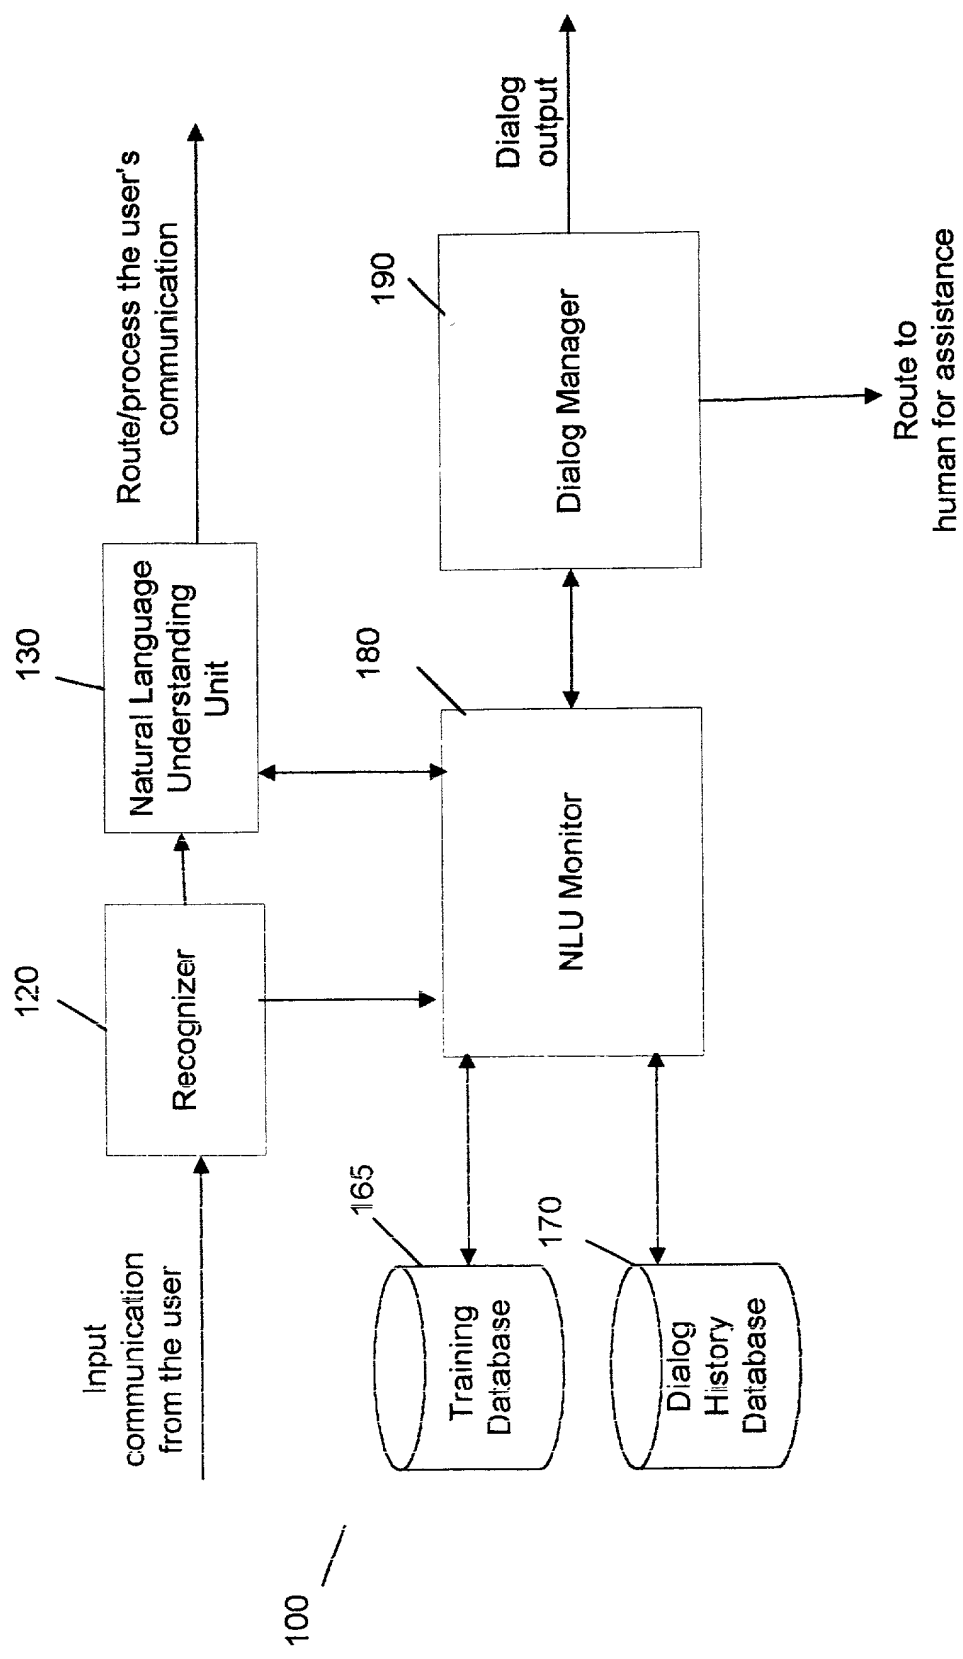 Input
communication
from the user
120
Recognizer
130
Natural Language
Understanding
Unit
Route/process the user's
communication
165
Training
Database
170
Dialog
History
Database
180
NLU Monitor
190
Dialog Manager
Dialog
output
Route to
human for assistance
100